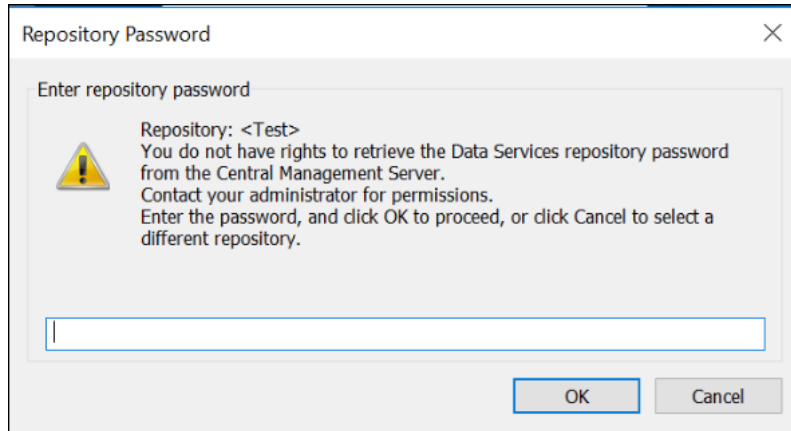 Repository Password
Enter repository password
Repository: <Test>
You do not have rights to retrieve the Data Services repository password
from the Central Management Server.
Contact your administrator for permissions.
Enter the password, and click OK to proceed, or click Cancel to select a
different repository.
OK
Cancel